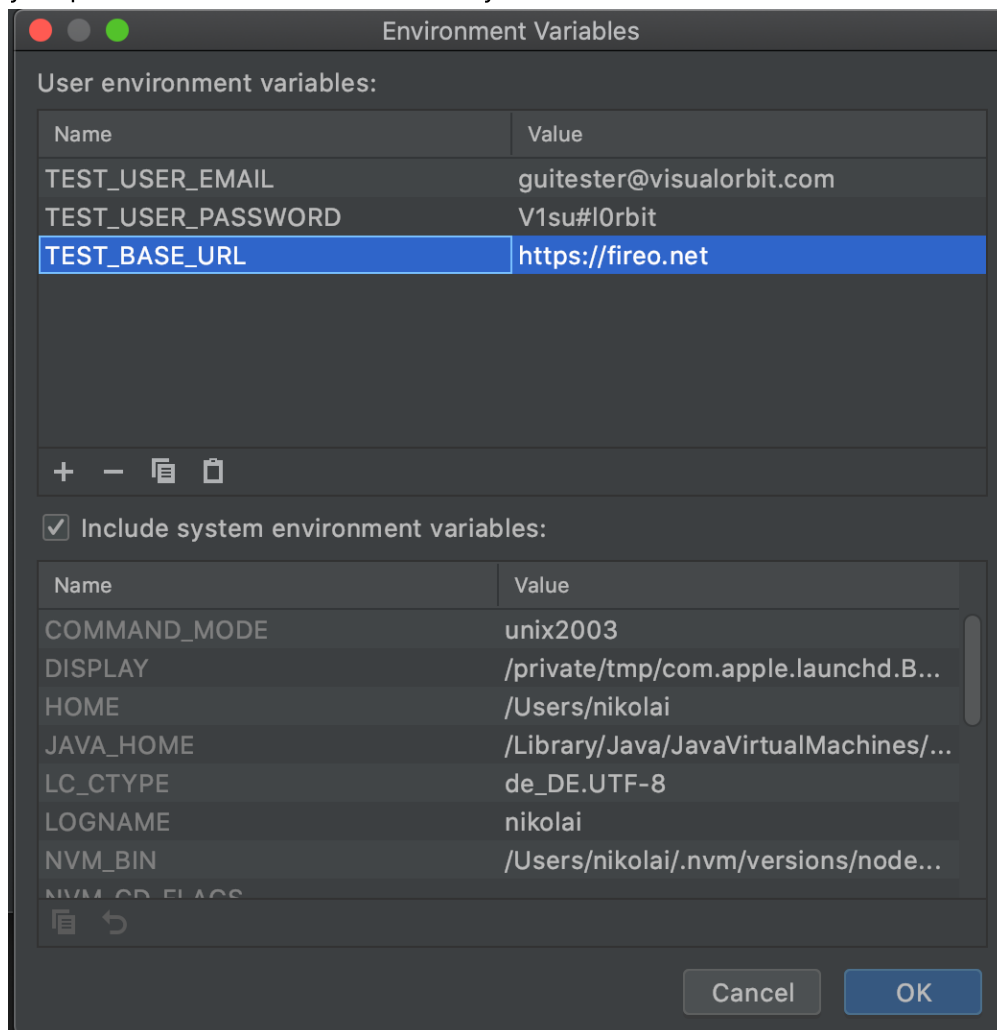 Environment Variables
User environment variables:
Name Value
TEST_USER_EMAIL guitester@visualorbit.com
TEST_USER_PASSWORD V1su#l0rbit
TEST_BASE_URL https://fireo.net
Include system environment variables:
Name Value
COMMAND_MODE unix2003
DISPLAY /private/tmp/com.apple.launchd.B...
HOME /Users/nikolai
JAVA_HOME /Library/Java/JavaVirtualMachines/...
LC_CTYPE de_DE.UTF-8
LOGNAME nikolai
NVM_BIN /Users/nikolai/.nvm/versions/node...
NVM_CD_FLAGS
Cancel OK